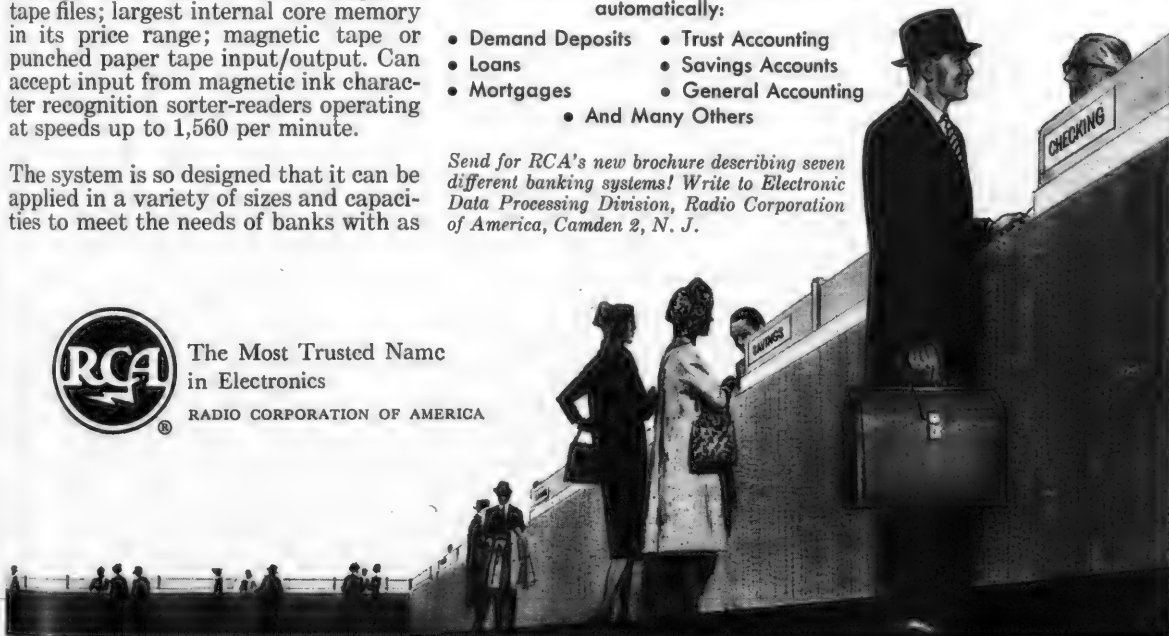 tape files; largest internal core memory
in its price range; magnetic tape or
punched paper tape input/output. Can
accept input from magnetic ink charac-
ter recognition sorter-readers operating
at speeds up to 1,560 per minute.
The system is so designed that it can be
applied in a variety of sizes and capaci-
ties to meet the needs of banks with as
automatically:
• Demand Deposits • Trust Accounting
• Loans • Savings Accounts
• Mortgages • General Accounting
• And Many Others
Send for RCA's new brochure describing seven
different banking systems! Write to Electronic
Data Processing Division, Radio Corporation
of America, Camden 2, N. J.
RCA
®
The Most Trusted Name
in Electronics
RADIO CORPORATION OF AMERICA
CHECKING
SAVINGS